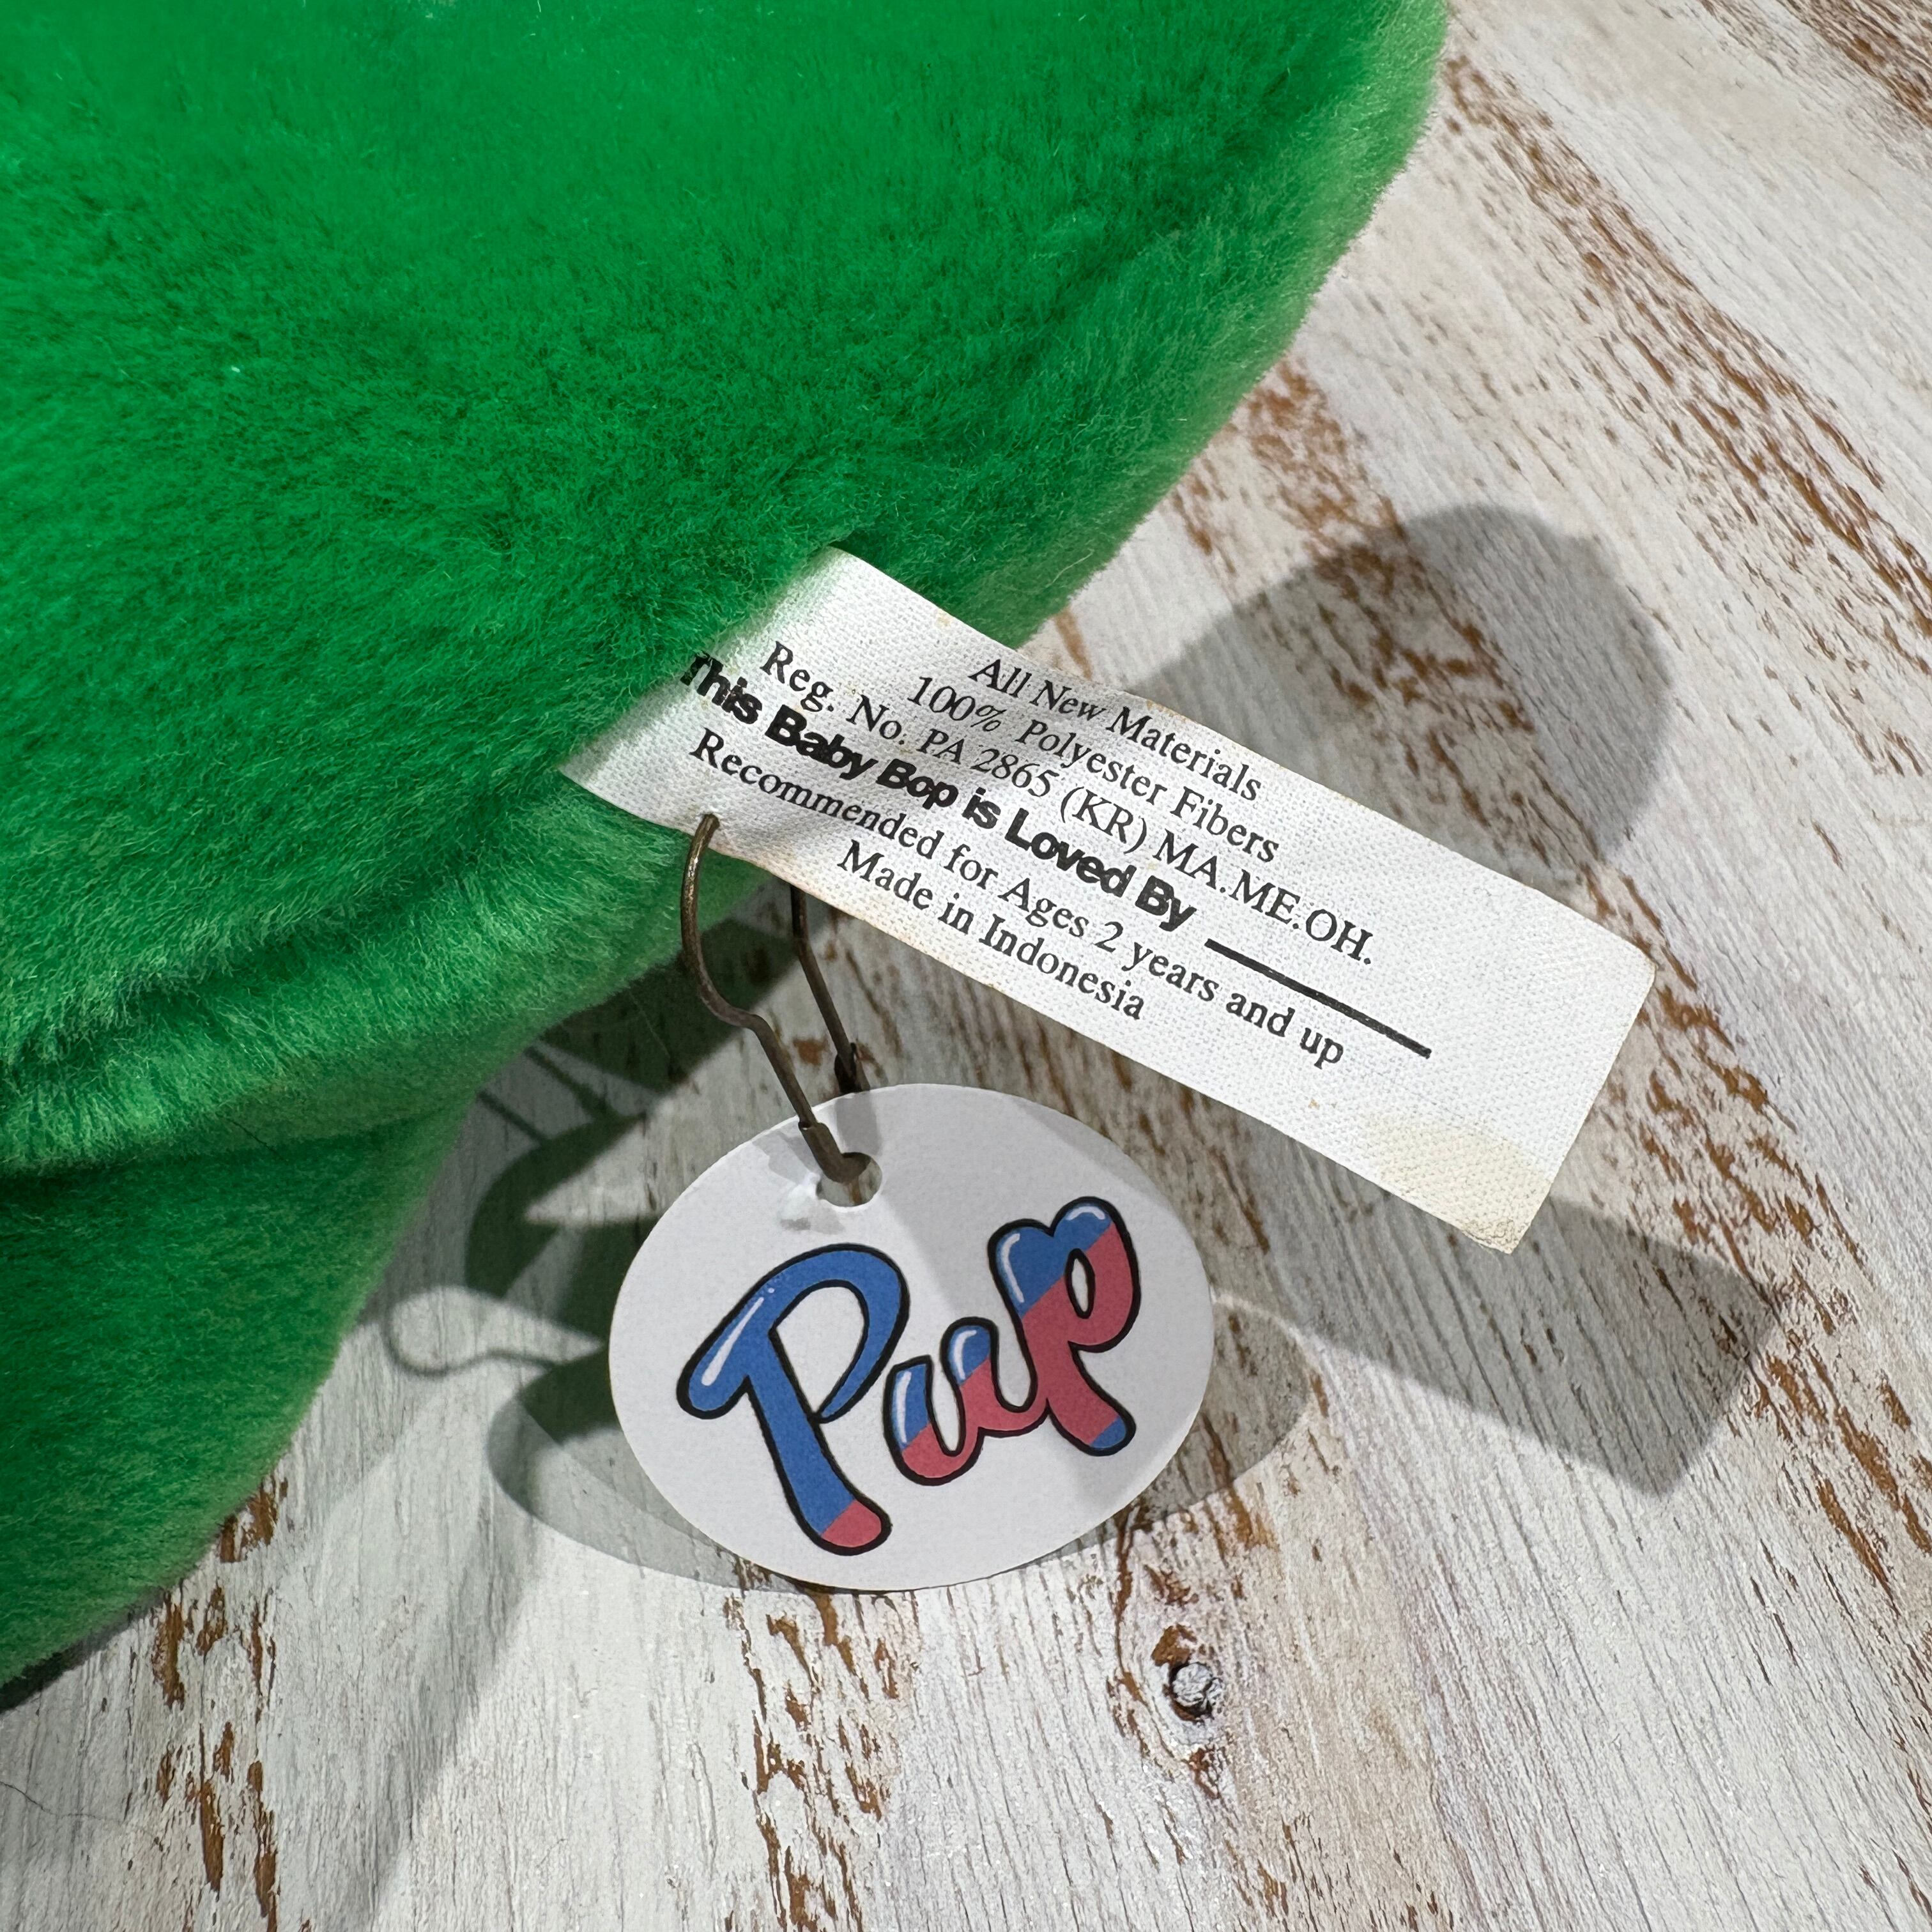 All New Materials
100% Polyester Fibers
Reg. No. PA 2865 (KR) MA.ME.OH.
This Baby Bop is Loved By
Recommended for Ages 2 years and up
Made in Indonesia
Pup